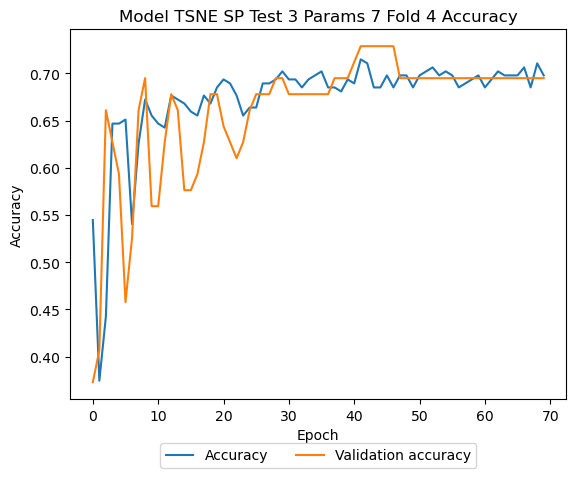 Model TSNE SP Test 3 Params 7 Fold 4 Accuracy
Accuracy
0.70
0.65
0.60
0.55
0.50
0.45
0.40
0 10 20 30 40 50 60 70
Epoch
Accuracy Validation accuracy